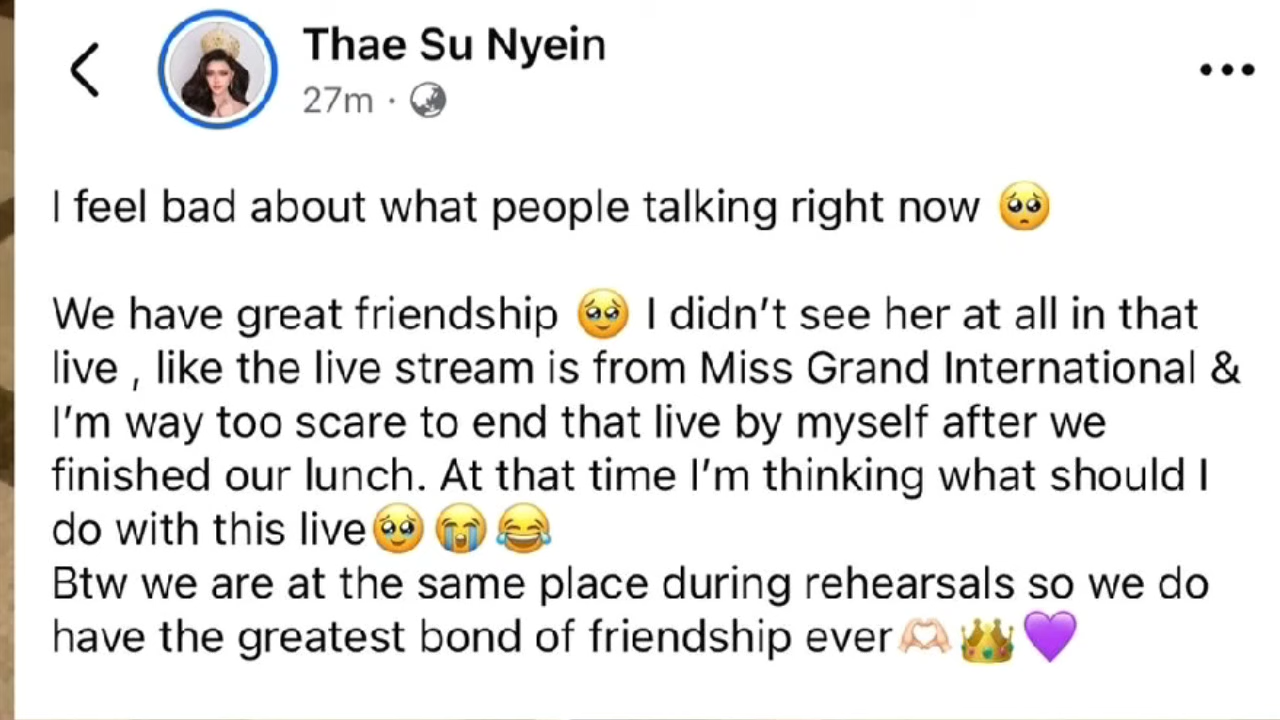 Thae Su Nyein
27m ·
I feel bad about what people talking right now 🥺
We have great friendship 🥹 I didn't see her at all in that
live , like the live stream is from Miss Grand International &
I'm way too scare to end that live by myself after we
finished our lunch. At that time I'm thinking what should I
do with this live🥹😭😂
Btw we are at the same place during rehearsals so we do
have the greatest bond of friendship ever🫶🏻👑💜